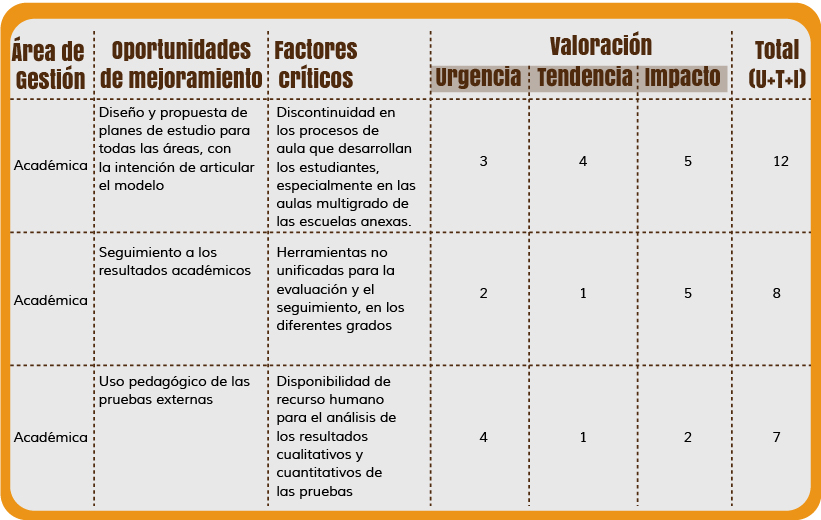 Área de
Gestión
Oportunidades
de mejoramiento
Factores
críticos
Valoración
Urgencia
Tendencia
Impacto
Total
(U+T+I)
Académica
Diseño y propuesta de
planes de estudio para
todas las áreas, con
la intención de articular
el modelo
Discontinuidad en
los procesos de
aula que desarrollan
los estudiantes,
especialmente en las
aulas multigrado de
las escuelas anexas.
3
4
5
12
Académica
Seguimiento a los
resultados académicos
Herramientas no
unificadas para la
evaluación y el
seguimiento, en los
diferentes grados
2
1
5
8
Académica
Uso pedagógico de las
pruebas externas
Disponibilidad de
recurso humano
para el análisis de
los resultados
cualitativos y
cuantitativos de
las pruebas
4
1
2
7